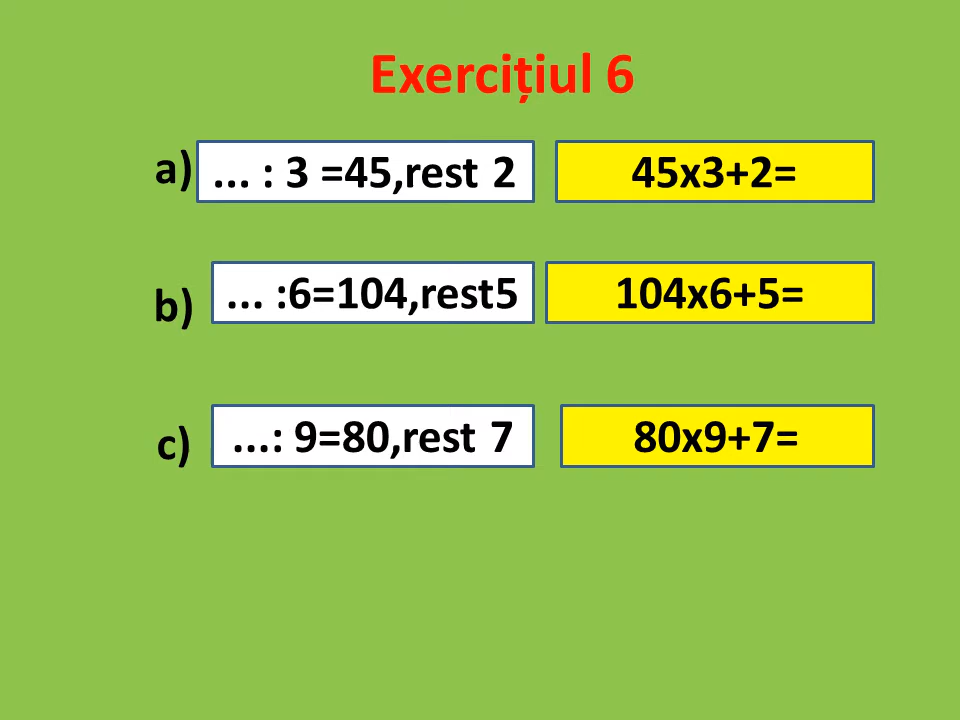 Exercițiul 6
a) ... : 3 =45,rest 2 45x3+2=
b) ... :6=104,rest5 104x6+5=
c) ...: 9=80,rest 7 80x9+7=